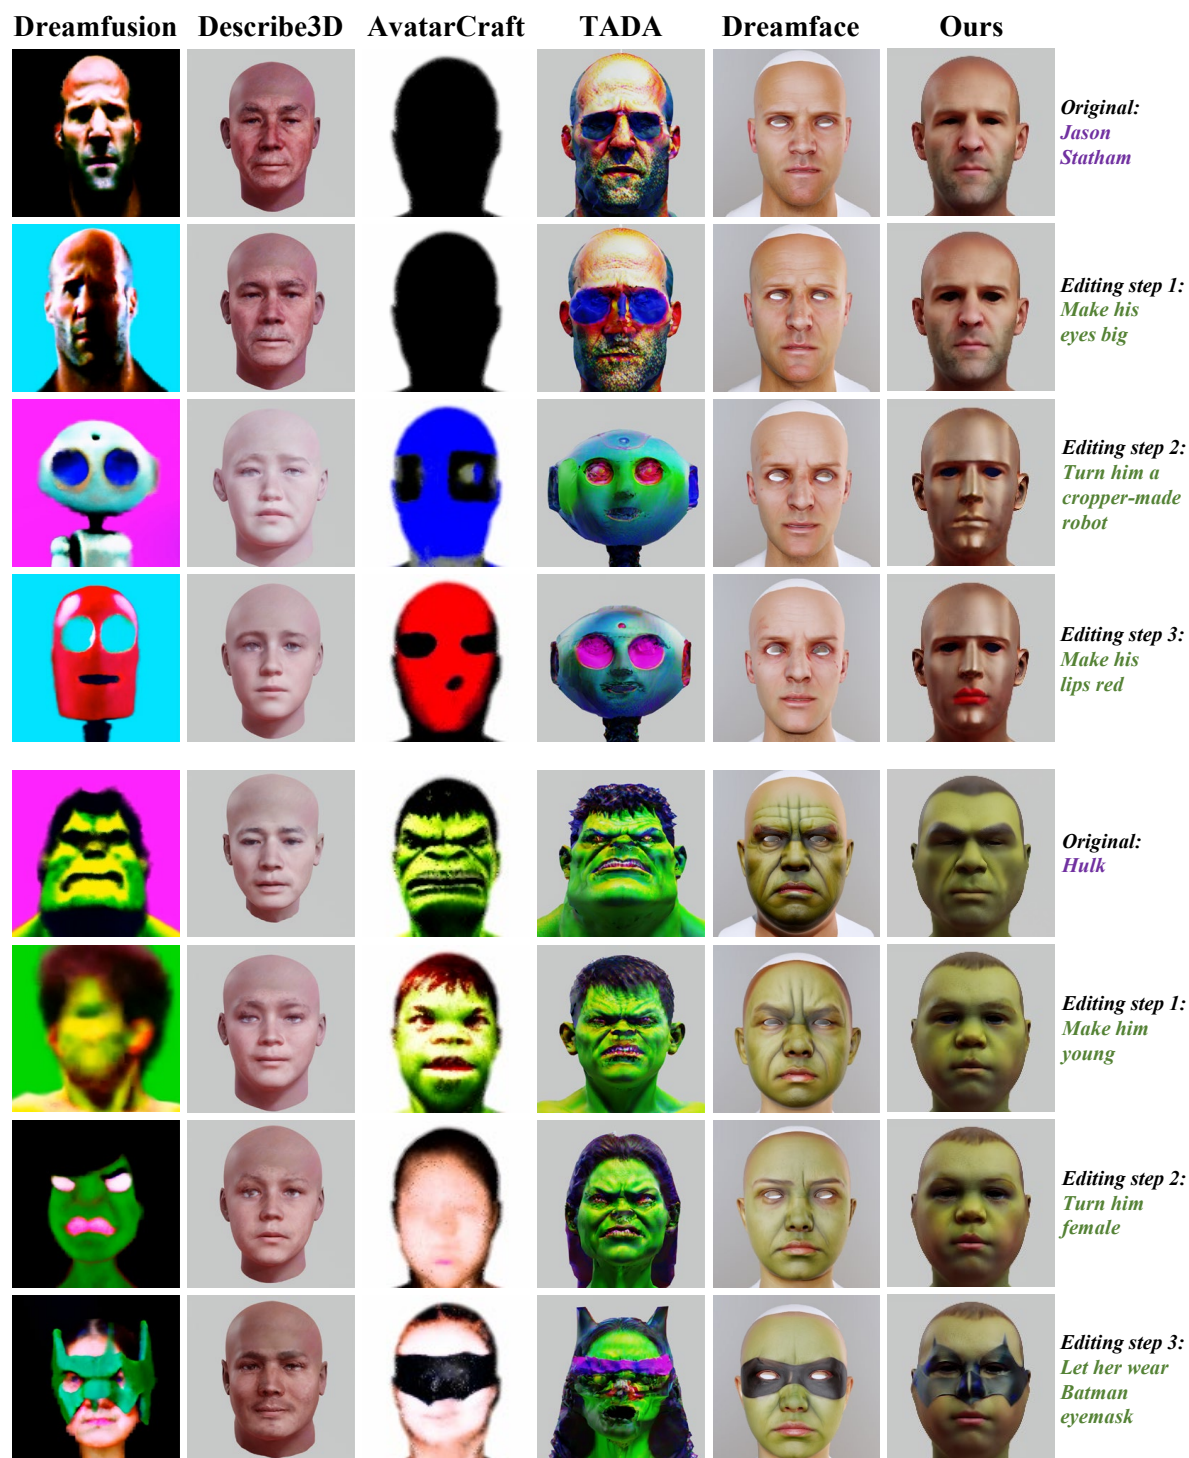 Dreamfusion Describe3D AvatarCraft TADA Dreamface Ours
Original:
Jason
Statham
Editing step 1:
Make his
eyes big
Editing step 2:
Turn him a
cropper-made
robot
Editing step 3:
Make his
lips red
Original:
Hulk
Editing step 1:
Make him
young
Editing step 2:
Turn him
female
Editing step 3:
Let her wear
Batman
eyemask